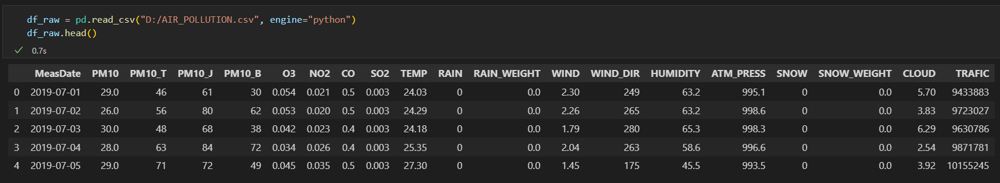 df_raw = pd.read_csv("D:/AIR_POLLUTION.csv", engine="python")
df_raw.head()
✓ 0.7s
MeasDate PM10 PM10_T PM10_J PM10_B O3 NO2 CO SO2 TEMP RAIN RAIN_WEIGHT WIND WIND_DIR HUMIDITY ATM_PRESS SNOW SNOW_WEIGHT CLOUD TRAFIC
0 2019-07-01 29.0 46 61 30 0.054 0.021 0.5 0.003 24.03 0 0.0 2.30 249 63.2 995.1 0 0.0 5.70 9433883
1 2019-07-02 26.0 56 80 62 0.053 0.020 0.5 0.003 24.29 0 0.0 2.26 265 63.2 998.6 0 0.0 3.83 9723027
2 2019-07-03 30.0 48 68 38 0.042 0.023 0.4 0.003 24.18 0 0.0 1.79 280 65.3 998.3 0 0.0 6.29 9630786
3 2019-07-04 28.0 63 84 72 0.034 0.026 0.4 0.003 25.35 0 0.0 2.04 263 58.6 996.6 0 0.0 2.54 9871781
4 2019-07-05 29.0 71 72 49 0.045 0.035 0.5 0.003 27.30 0 0.0 1.45 175 45.5 993.5 0 0.0 3.92 10155245